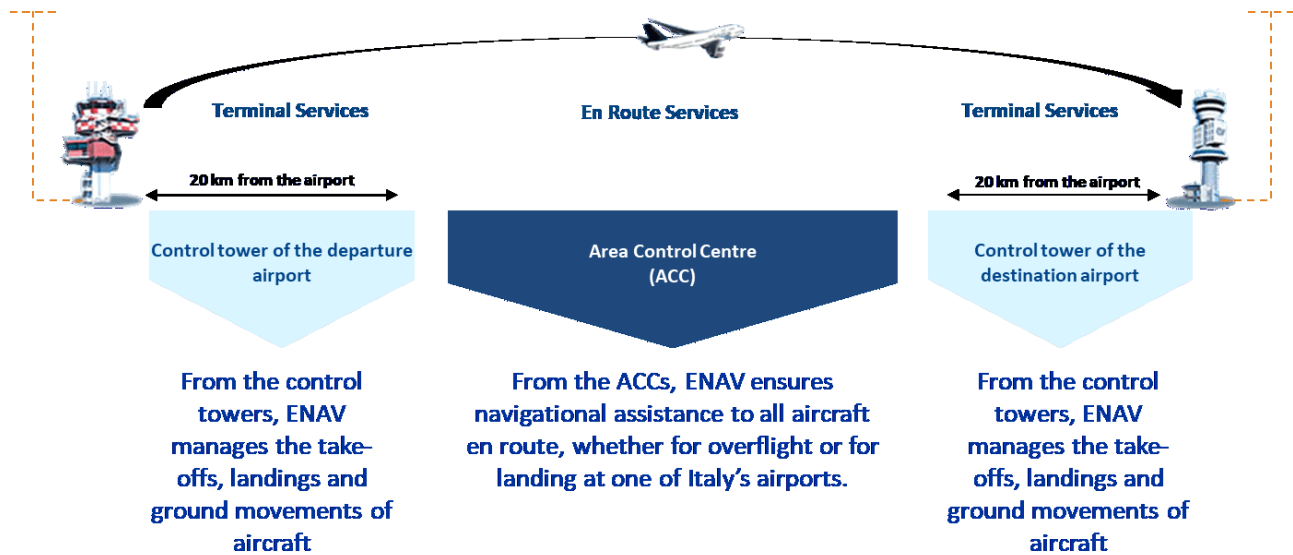 Terminal Services
En Route Services
Terminal Services
20 km from the airport
20 km from the airport
Control tower of the departure
airport
Area Control Centre
(ACC)
Control tower of the
destination airport
From the control
towers, ENAV
manages the take-
offs, landings and
ground movements of
aircraft
From the ACCs, ENAV ensures
navigational assistance to all aircraft
en route, whether for overflight or for
landing at one of Italy's airports.
From the control
towers, ENAV
manages the take-
offs, landings and
ground movements of
aircraft